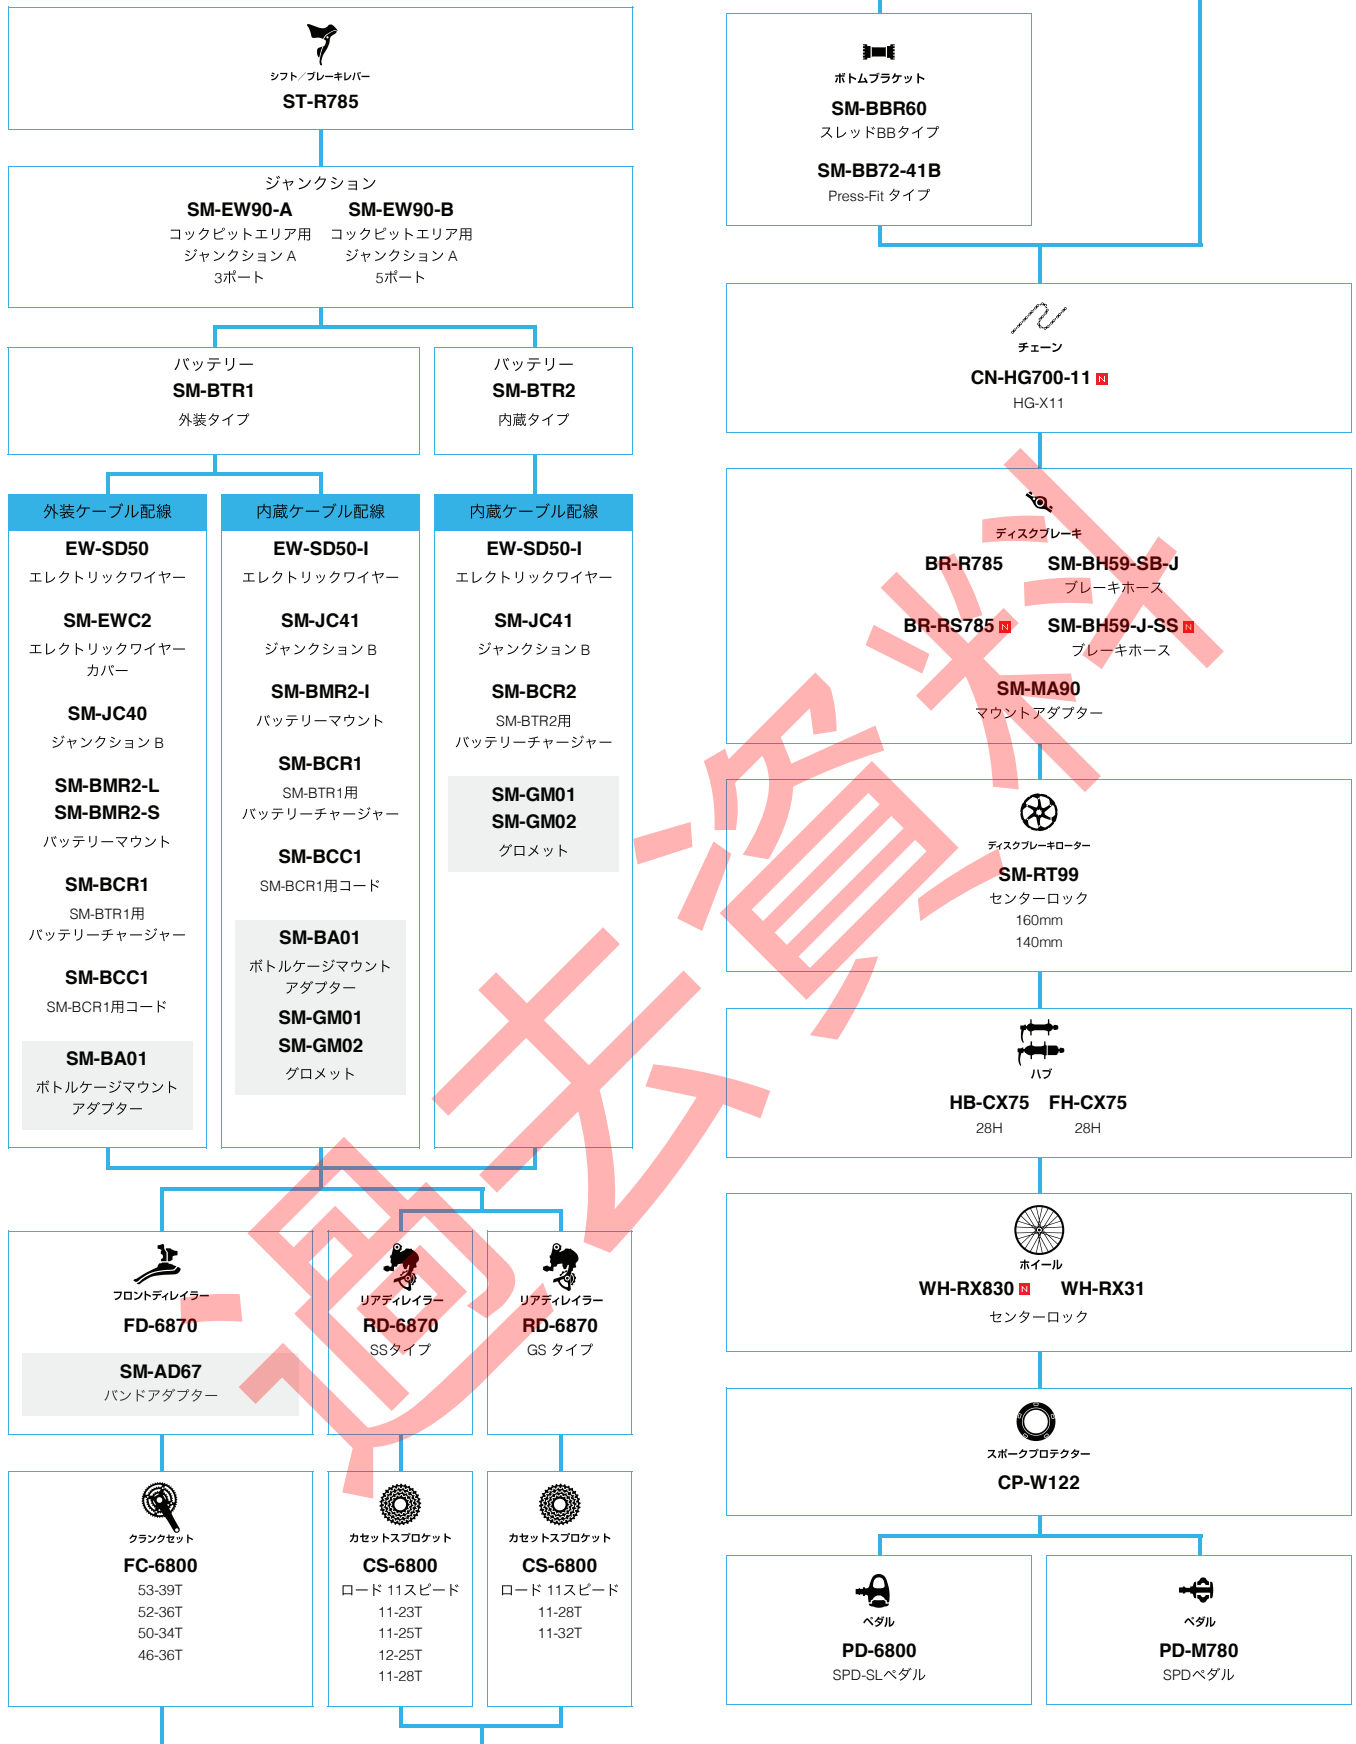 シフト／ブレーキレバー
ST-R785
ジャンクション
SM-EW90-A SM-EW90-B
コックピットエリア用 コックピットエリア用
ジャンクション A ジャンクション A
3ポート 5ポート
バッテリー
SM-BTR1
外装タイプ
バッテリー
SM-BTR2
内蔵タイプ
外装ケーブル配線
EW-SD50
エレクトリックワイヤー
SM-EWC2
エレクトリックワイヤー
カバー
SM-JC40
ジャンクション B
SM-BMR2-L
SM-BMR2-S
バッテリーマウント
SM-BCR1
SM-BTR1用
バッテリーチャージャー
SM-BCC1
SM-BCR1用コード
SM-BA01
ボトルケージマウント
アダプター
内蔵ケーブル配線
EW-SD50-I
エレクトリックワイヤー
SM-JC41
ジャンクション B
SM-BMR2-I
バッテリーマウント
SM-BCR1
SM-BTR1用
バッテリーチャージャー
SM-BCC1
SM-BCR1用コード
SM-BA01
ボトルケージマウント
アダプター
SM-GM01
SM-GM02
グロメット
内蔵ケーブル配線
EW-SD50-I
エレクトリックワイヤー
SM-JC41
ジャンクション B
SM-BCR2
SM-BTR2用
バッテリーチャージャー
SM-GM01
SM-GM02
グロメット
フロントディレイラー
FD-6870
SM-AD67
バンドアダプター
リアディレイラー
RD-6870
SSタイプ
リアディレイラー
RD-6870
GS タイプ
クランクセット
FC-6800
53-39T
52-36T
50-34T
46-36T
カセットスプロケット
CS-6800
ロード 11スピード
11-23T
11-25T
12-25T
11-28T
カセットスプロケット
CS-6800
ロード 11スピード
11-28T
11-32T
ボトムブラケット
SM-BBR60
スレッドBBタイプ
SM-BB72-41B
Press-Fit タイプ
チェーン
CN-HG700-11 N
HG-X11
ディスクブレーキ
BR-R785 SM-BH59-SB-J
ブレーキホース
BR-RS785 N SM-BH59-J-SS N
ブレーキホース
SM-MA90
マウントアダプター
ディスクブレーキローター
SM-RT99
センターロック
160mm
140mm
ハブ
HB-CX75 FH-CX75
28H 28H
ホイール
WH-RX830 N WH-RX31
センターロック
スポークプロテクター
CP-W122
ペダル
PD-6800
SPD-SLペダル
ペダル
PD-M780
SPDペダル
過去資料